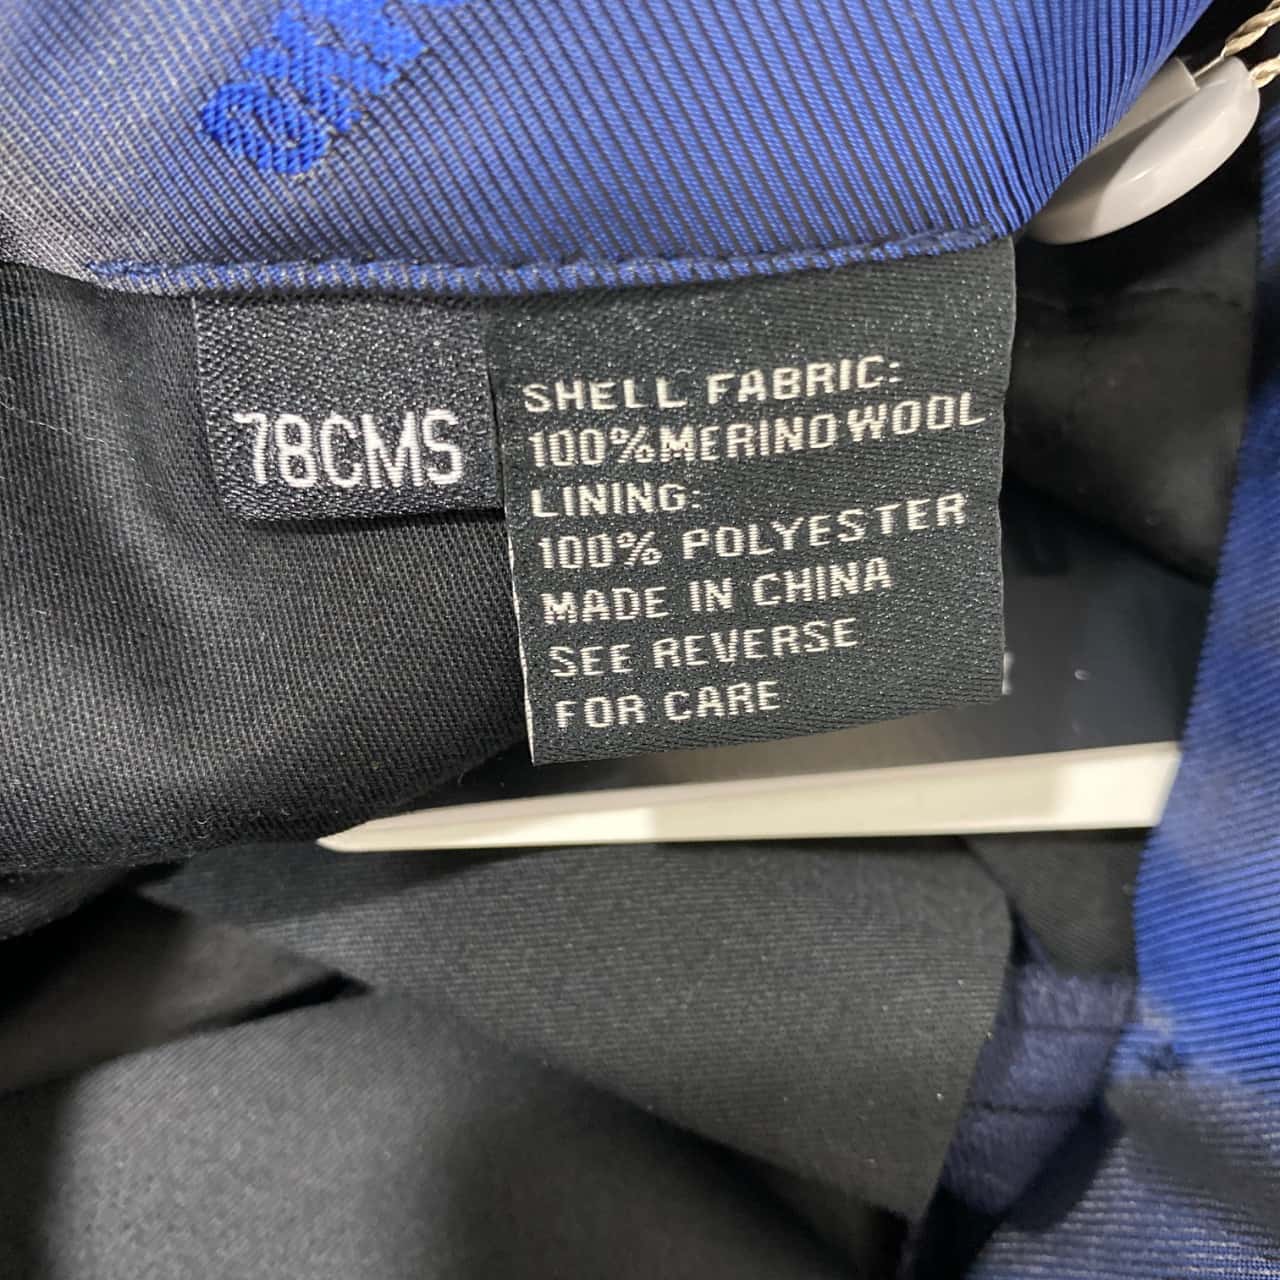 78CMS
SHELL FABRIC:
100%MERINO WOOL
LINING:
100% POLYESTER
MADE IN CHINA
SEE REVERSE
FOR CARE